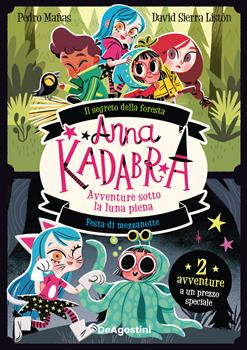 Pedro Mañas
David Sierra Listón
Il segreto della foresta
Anna
KADABRA
Avventure sotto
la luna piena
Festa di mezzanotte
2
avventure
a un prezzo
speciale
DeAgostini